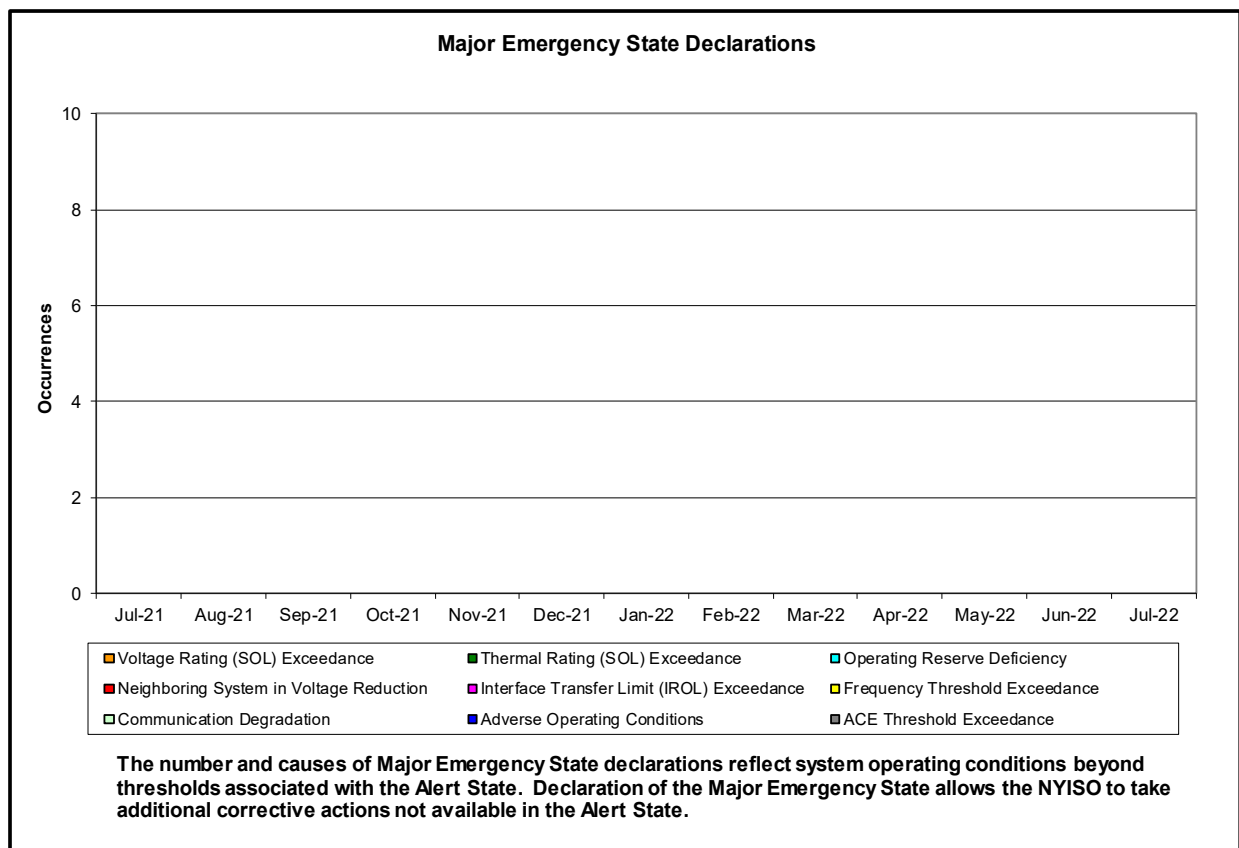 Major Emergency State Declarations
10
8
6
4
2
0
Occurrences
Jul-21 Aug-21 Sep-21 Oct-21 Nov-21 Dec-21 Jan-22 Feb-22 Mar-22 Apr-22 May-22 Jun-22 Jul-22
Voltage Rating (SOL) Exceedance Thermal Rating (SOL) Exceedance Operating Reserve Deficiency
Neighboring System in Voltage Reduction Interface Transfer Limit (IROL) Exceedance Frequency Threshold Exceedance
Communication Degradation Adverse Operating Conditions ACE Threshold Exceedance
The number and causes of Major Emergency State declarations reflect system operating conditions beyond
thresholds associated with the Alert State. Declaration of the Major Emergency State allows the NYISO to take
additional corrective actions not available in the Alert State.